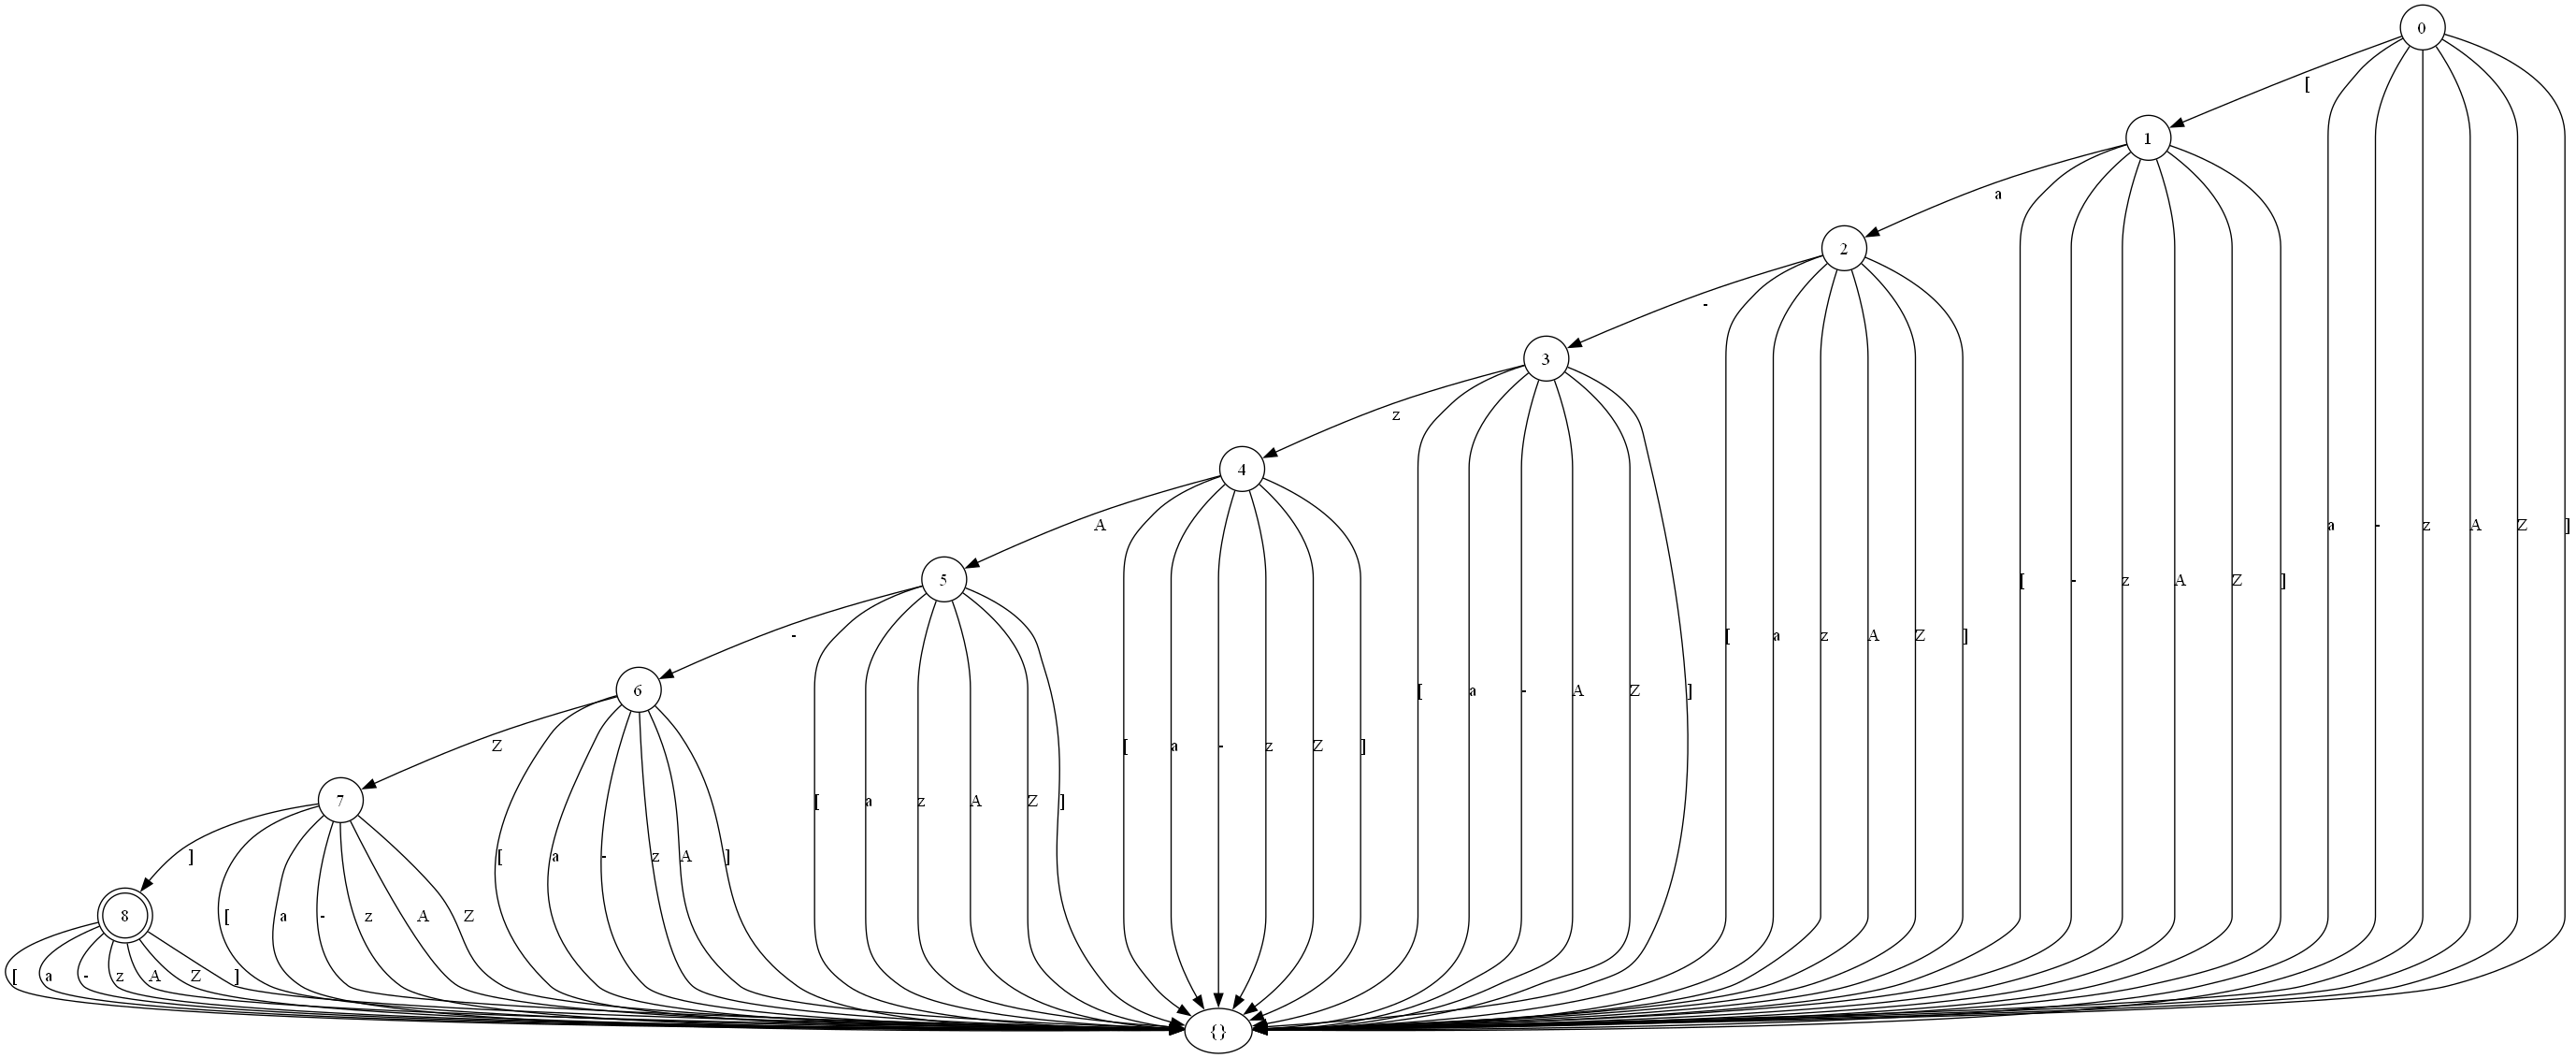 0
[
1
a
2
-
3
z
4
A a - z A Z ]
5
- [ - z A Z ]
6
[ a z A Z ]
Z [ a - A Z ]
[ a - z Z ]
7
[ a z A Z ]
] [ a - z A ]
8 [ a - z A Z
[ a - z A Z ]
{}